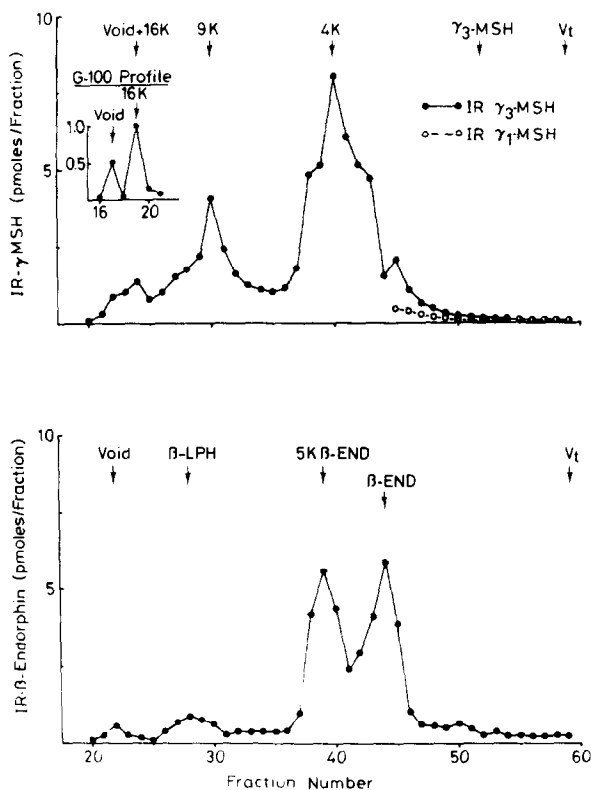 10
Void+16K 9K 4K γ3-MSH Vt
G-100 Profile
16K
Void
1.0
0.5
16 20
IR γ3-MSH
IR γ1-MSH
5
IR-γMSH (pmoles/Fraction)
10
Void β-LPH 5K β-END Vt
β-END
5
IR-β-Endorphin (pmoles/Fraction)
20 30 40 50 60
Fraction Number